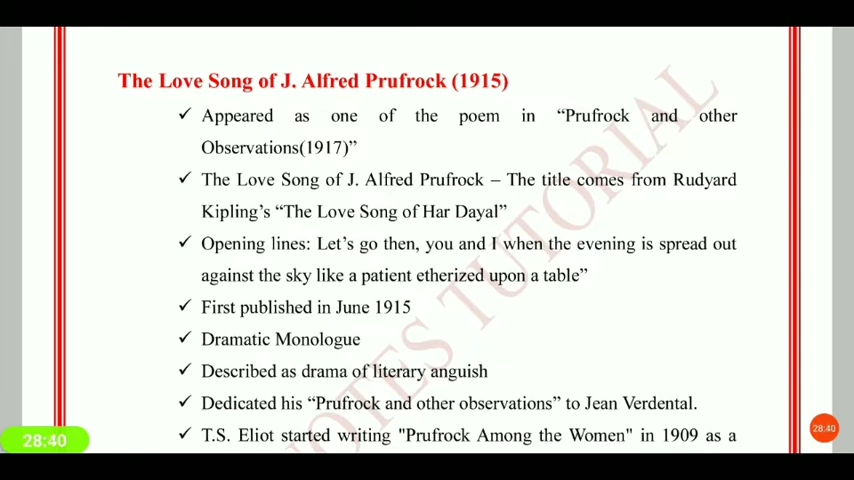 The Love Song of J. Alfred Prufrock (1915)
✓ Appeared as one of the poem in “Prufrock and other
Observations(1917)”
✓ The Love Song of J. Alfred Prufrock – The title comes from Rudyard
Kipling’s “The Love Song of Har Dayal”
✓ Opening lines: Let’s go then, you and I when the evening is spread out
against the sky like a patient etherized upon a table”
✓ First published in June 1915
✓ Dramatic Monologue
✓ Described as drama of literary anguish
✓ Dedicated his “Prufrock and other observations” to Jean Verdental.
✓ T.S. Eliot started writing "Prufrock Among the Women" in 1909 as a
NOTES TUTORIAL
28:40
28:40